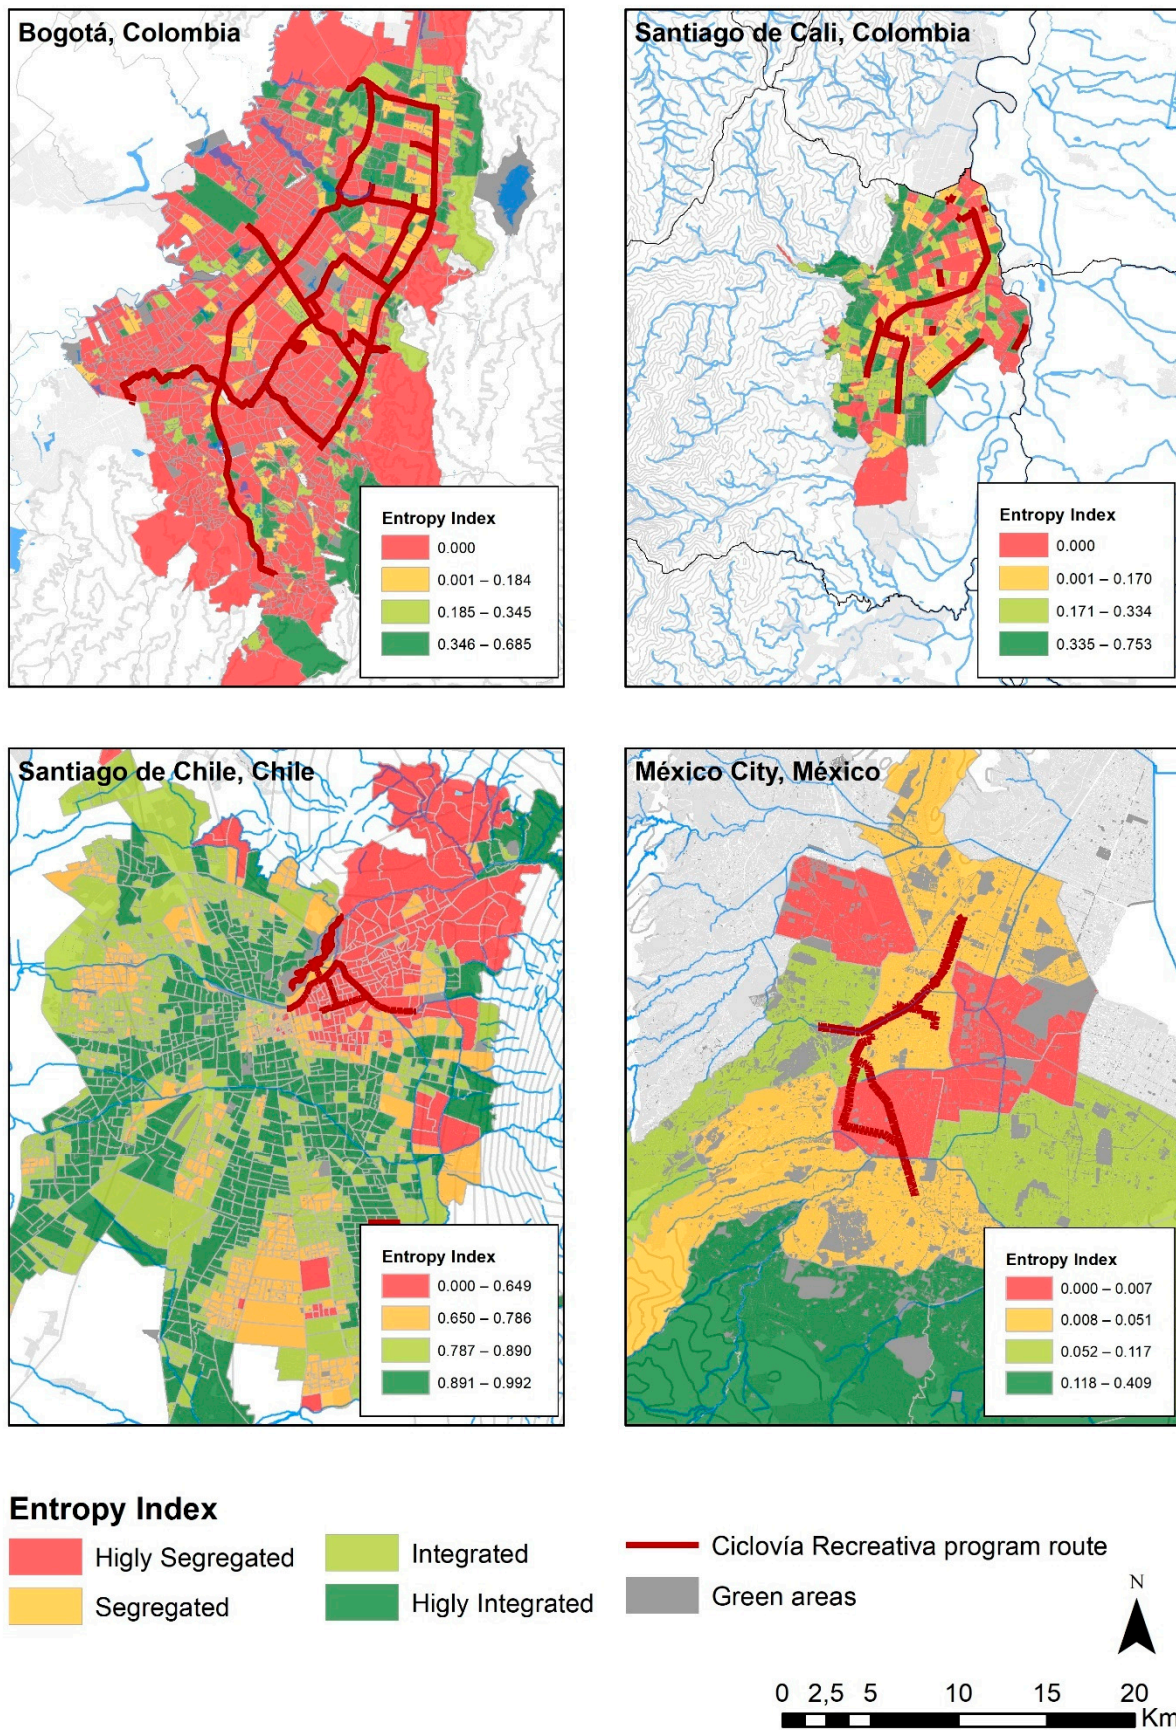 Bogotá, Colombia
Entropy Index
0.000
0.001 – 0.184
0.185 – 0.345
0.346 – 0.685
Santiago de Cali, Colombia
Entropy Index
0.000
0.001 – 0.170
0.171 – 0.334
0.335 – 0.753
Santiago de Chile, Chile
Entropy Index
0.000 – 0.649
0.650 – 0.786
0.787 – 0.890
0.891 – 0.992
México City, México
Entropy Index
0.000 – 0.007
0.008 – 0.051
0.052 – 0.117
0.118 – 0.409
Entropy Index
Higly Segregated
Segregated
Integrated
Higly Integrated
Ciclovía Recreativa program route
Green areas
N
0 2,5 5 10 15 20
Km